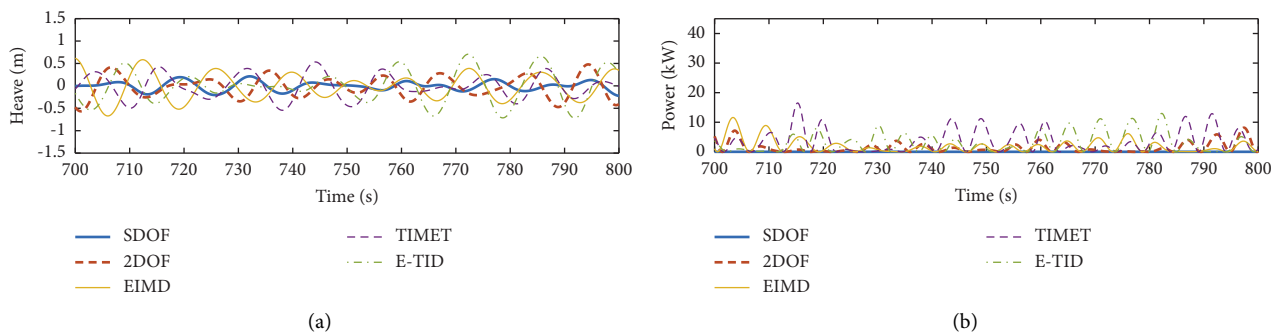 1.5
1
0.5
0
-0.5
-1
-1.5
Heave (m)
700 710 720 730 740 750 760 770 780 790 800
Time (s)
SDOF
2DOF
EIMD
TIMET
E-TID
(a)
40
30
20
10
0
Power (kW)
700 710 720 730 740 750 760 770 780 790 800
Time (s)
SDOF
2DOF
EIMD
TIMET
E-TID
(b)